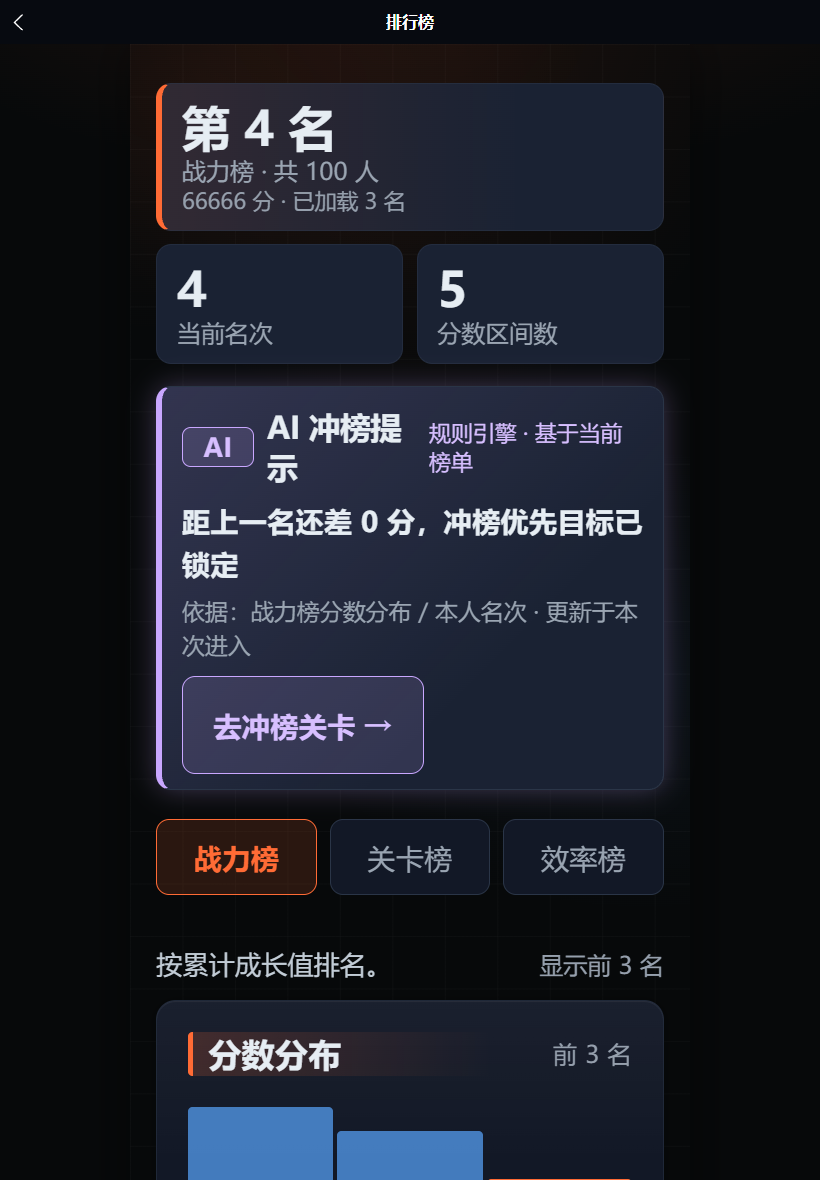 排行榜
第 4 名
战力榜 · 共 100 人
66666 分 · 已加载 3 名
4
当前名次
5
分数区间数
AI
AI 冲榜提
示
规则引擎 · 基于当前
榜单
距上一名还差 0 分，冲榜优先目标已
锁定
依据：战力榜分数分布 / 本人名次 · 更新于本
次进入
去冲榜关卡 →
战力榜
关卡榜
效率榜
按累计成长值排名。
显示前 3 名
分数分布
前 3 名